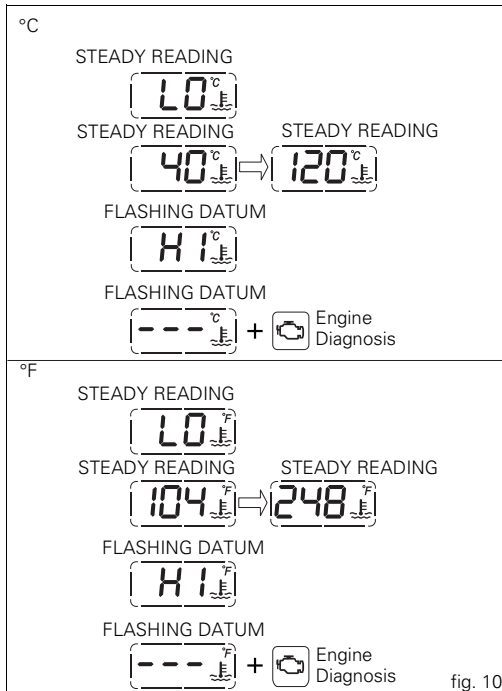 °C
STEADY READING
LO °C
STEADY READING STEADY READING
40 °C 120 °C
FLASHING DATUM
HI °C
FLASHING DATUM
--- °C + Engine
Diagnosis
°F
STEADY READING
LO °F
STEADY READING STEADY READING
104 °F 248 °F
FLASHING DATUM
HI °F
FLASHING DATUM
--- °F + Engine
Diagnosis
fig. 10